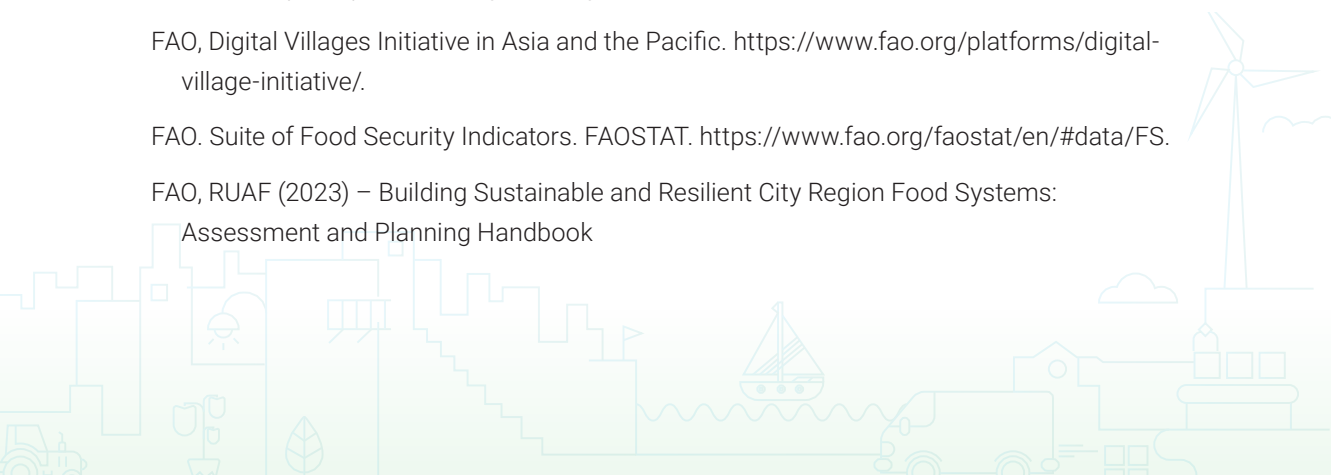 FAO, Digital Villages Initiative in Asia and the Pacific. https://www.fao.org/platforms/digital-
village-initiative/.
FAO. Suite of Food Security Indicators. FAOSTAT. https://www.fao.org/faostat/en/#data/FS.
FAO, RUAF (2023) – Building Sustainable and Resilient City Region Food Systems:
Assessment and Planning Handbook